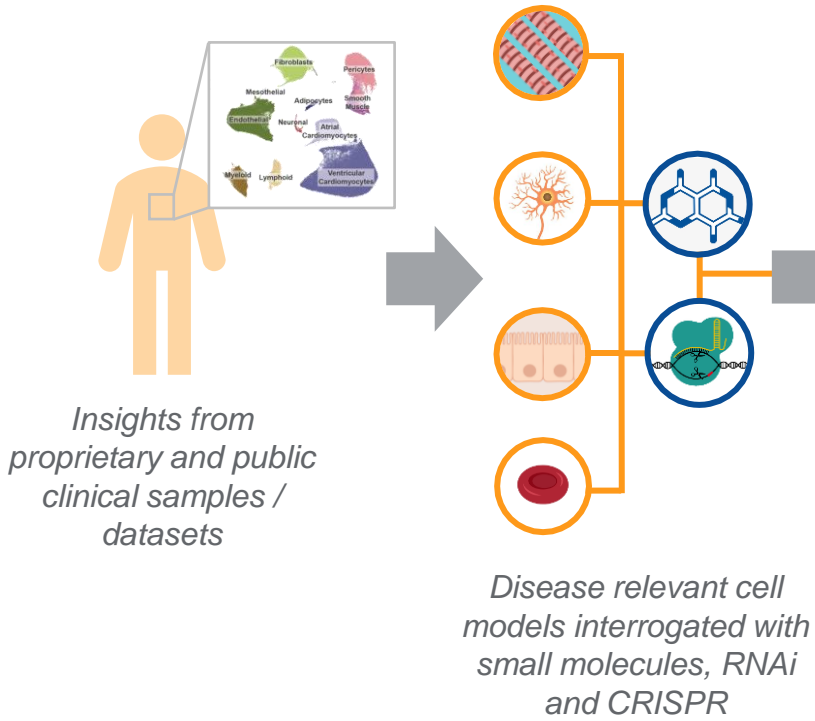 Fibroblasts
Pericytes
Mesothelial
Adipocytes
Smooth
Muscle
Endothelial
Neuronal
Atrial
Cardiomyocytes
Myeloid
Lymphoid
Ventricular
Cardiomyocytes
Insights from
proprietary and public
clinical samples /
datasets
Disease relevant cell
models interrogated with
small molecules, RNAi
and CRISPR